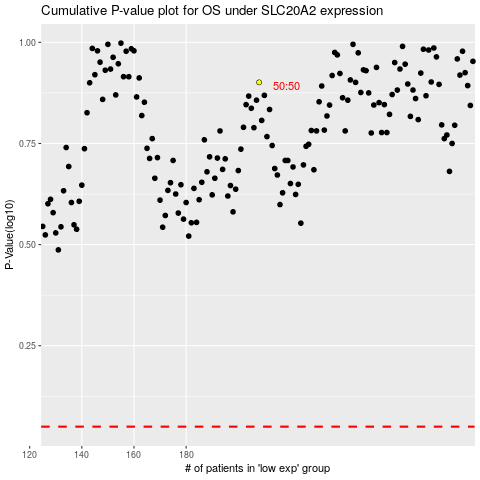 Cumulative P-value plot for OS under SLC20A2 expression
1.00
50:50
0.75
P-Value(log10)
0.50
0.25
120 140 160 180
# of patients in 'low exp' group